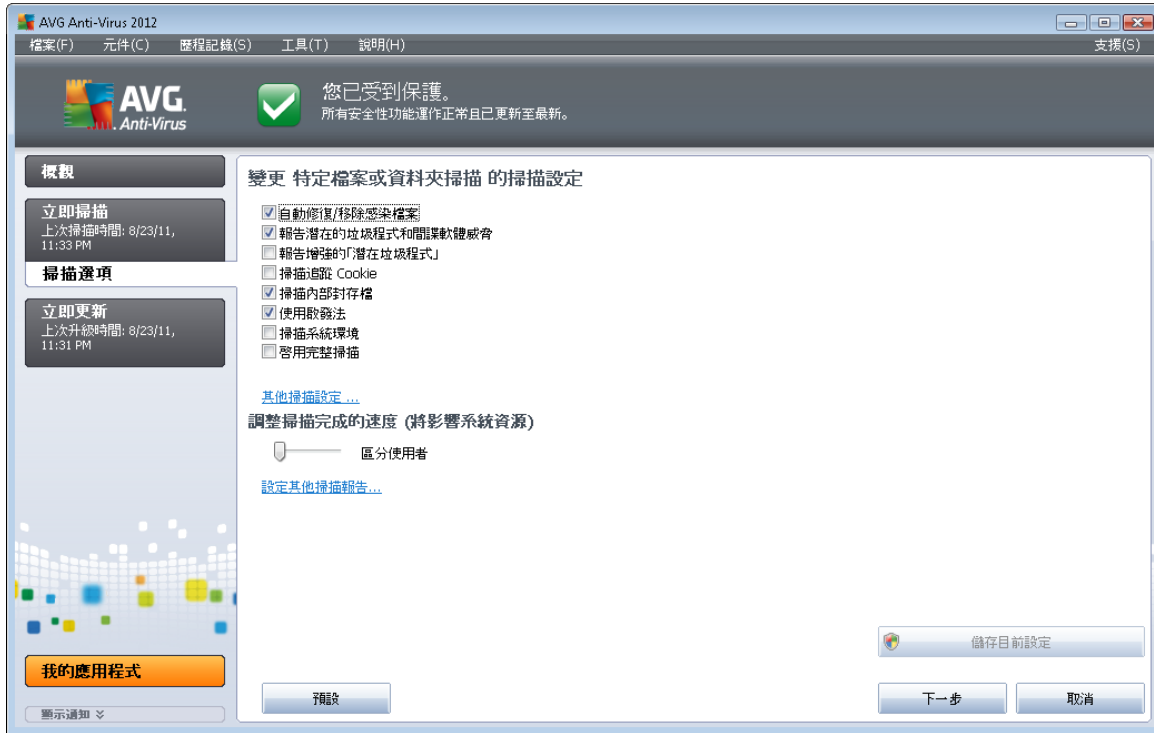 AVG Anti-Virus 2012
檔案(F) 元件(C) 歷程記錄(S) 工具(T) 說明(H) 支援(S)
AVG.
Anti-Virus
您已受到保護。
所有安全性功能運作正常且已更新至最新。
概觀
立即掃描
上次掃描時間: 8/23/11,
11:33 PM
掃描選項
立即更新
上次升級時間: 8/23/11,
11:31 PM
我的應用程式
顯示通知
變更 特定檔案或資料夾掃描 的掃描設定
自動修復/移除感染檔案
報告潛在的垃圾程式和間諜軟體威脅
報告增強的「潛在垃圾程式」
掃描追蹤 Cookie
掃描內部封存檔
使用啟發法
掃描系統環境
啓用完整掃描
其他掃描設定 ...
調整掃描完成的速度 (將影響系統資源)
區分使用者
設定其他掃描報告...
儲存目前設定
預設
下一步
取消